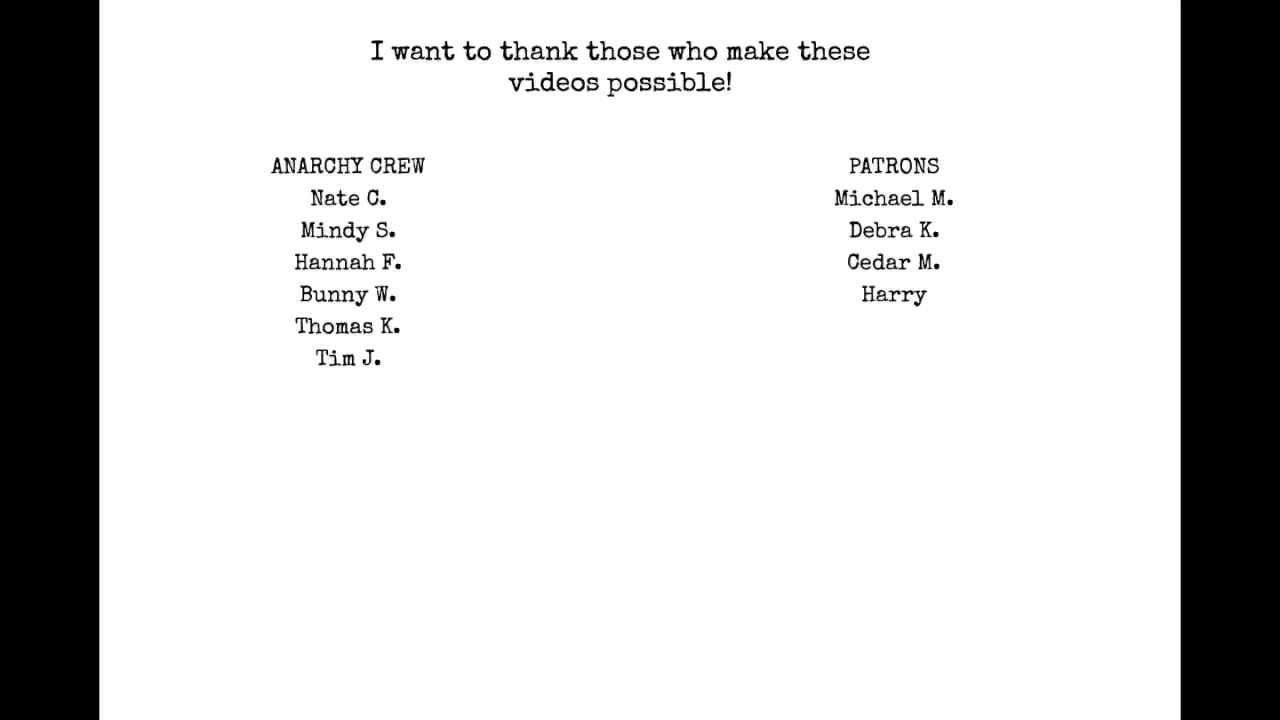 I want to thank those who make these
videos possible!
ANARCHY CREW
Nate C.
Mindy S.
Hannah F.
Bunny W.
Thomas K.
Tim J.
PATRONS
Michael M.
Debra K.
Cedar M.
Harry